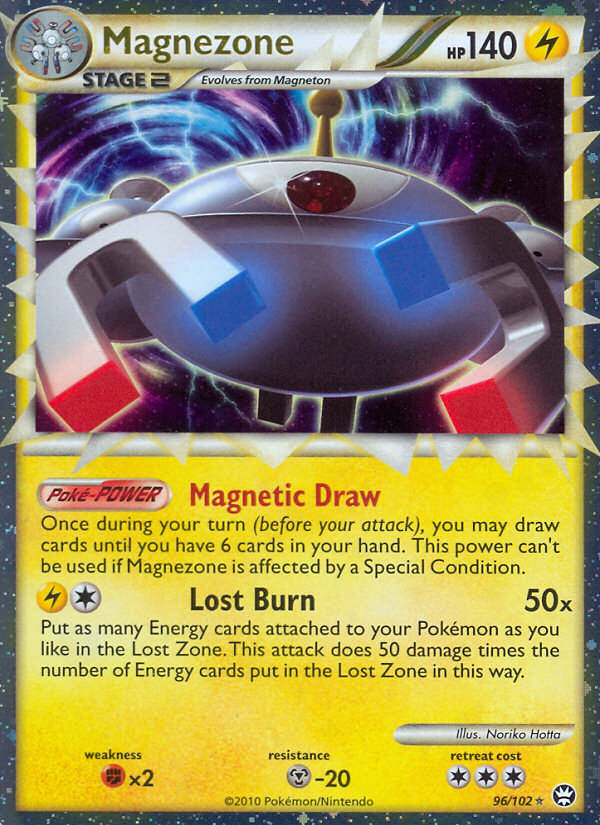 Magnezone
HP140
STAGE 2
Evolves from Magneton
Poké-POWER Magnetic Draw
Once during your turn (before your attack), you may draw
cards until you have 6 cards in your hand. This power can't
be used if Magnezone is affected by a Special Condition.
Lost Burn 50x
Put as many Energy cards attached to your Pokémon as you
like in the Lost Zone. This attack does 50 damage times the
number of Energy cards put in the Lost Zone in this way.
Illus. Noriko Hotta
weakness resistance retreat cost
x2 -20
©2010 Pokémon/Nintendo 96/102